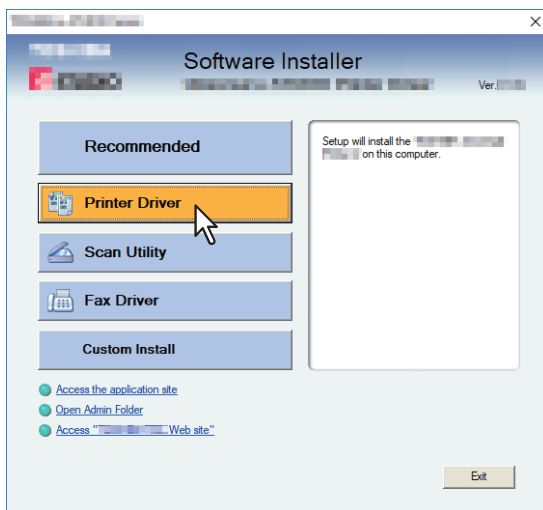 Software Installer
Ver.
Recommended
Setup will install the
on this computer.
Printer Driver
Scan Utility
Fax Driver
Custom Install
Access the application site
Open Admin Folder
Access " Web site"
Exit